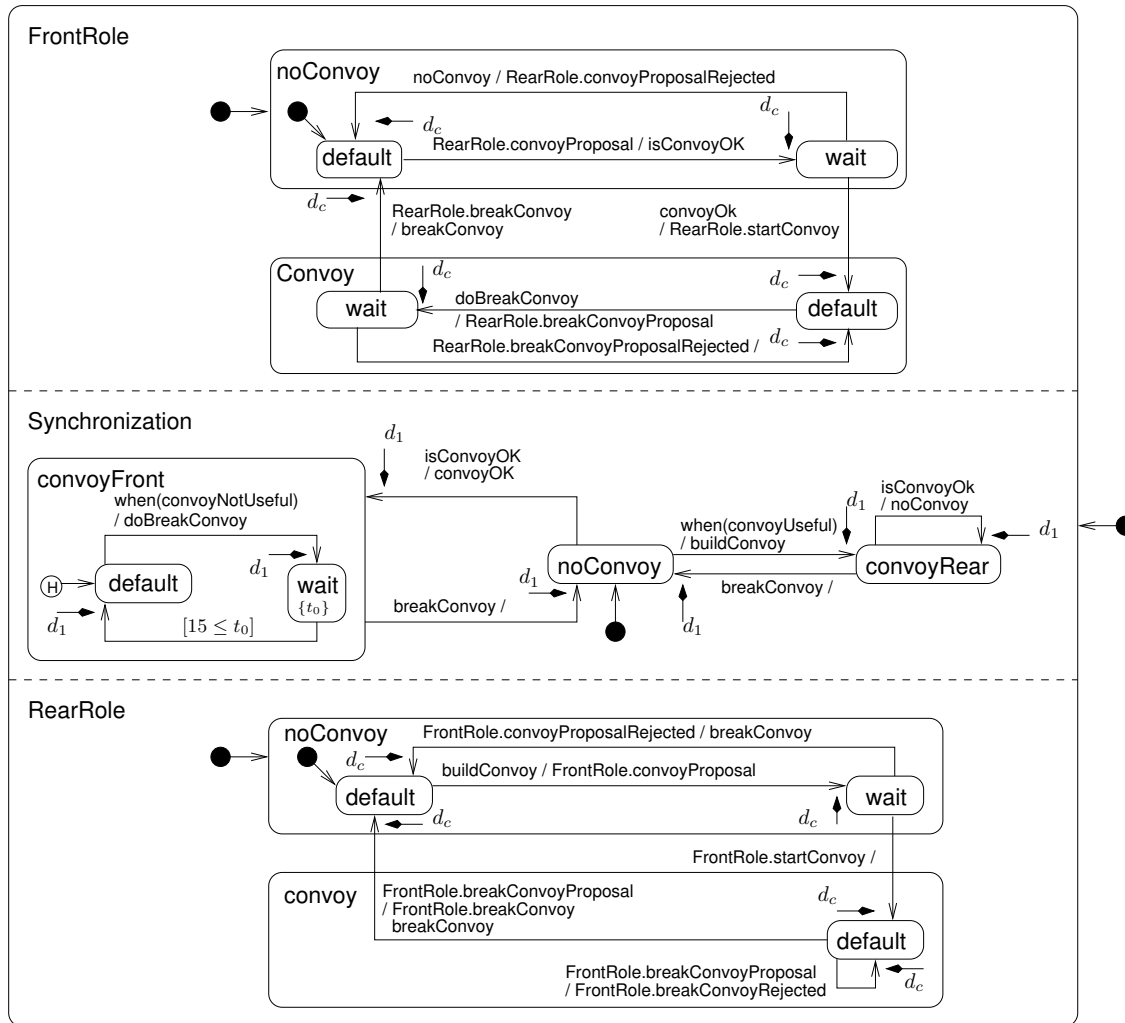 FrontRole
noConvoy
noConvoy / RearRole.convoyProposalRejected
d_c
d_c
RearRole.convoyProposal / isConvoyOK
default
wait
d_c
RearRole.breakConvoy
/ breakConvoy
convoyOk
/ RearRole.startConvoy
Convoy
d_c
d_c
wait
doBreakConvoy
/ RearRole.breakConvoyProposal
default
RearRole.breakConvoyProposalRejected /
d_c
Synchronization
d_1
isConvoyOK
/ convoyOK
convoyFront
when(convoyNotUseful)
/ doBreakConvoy
isConvoyOk
/ noConvoy
d_1
when(convoyUseful)
/ buildConvoy
d_1
d_1
H
default
wait
{t_0}
noConvoy
convoyRear
d_1
breakConvoy /
breakConvoy /
d_1
[15 ≤ t_0]
d_1
RearRole
noConvoy
FrontRole.convoyProposalRejected / breakConvoy
d_c
buildConvoy / FrontRole.convoyProposal
default
wait
d_c
d_c
FrontRole.startConvoy /
convoy
FrontRole.breakConvoyProposal
/ FrontRole.breakConvoy
breakConvoy
d_c
default
FrontRole.breakConvoyProposal
/ FrontRole.breakConvoyRejected
d_c